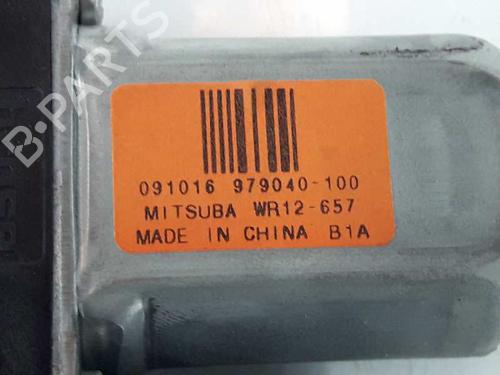 B-PARTS
091016 979040-100
MITSUBA WR12-657
MADE IN CHINA B1A